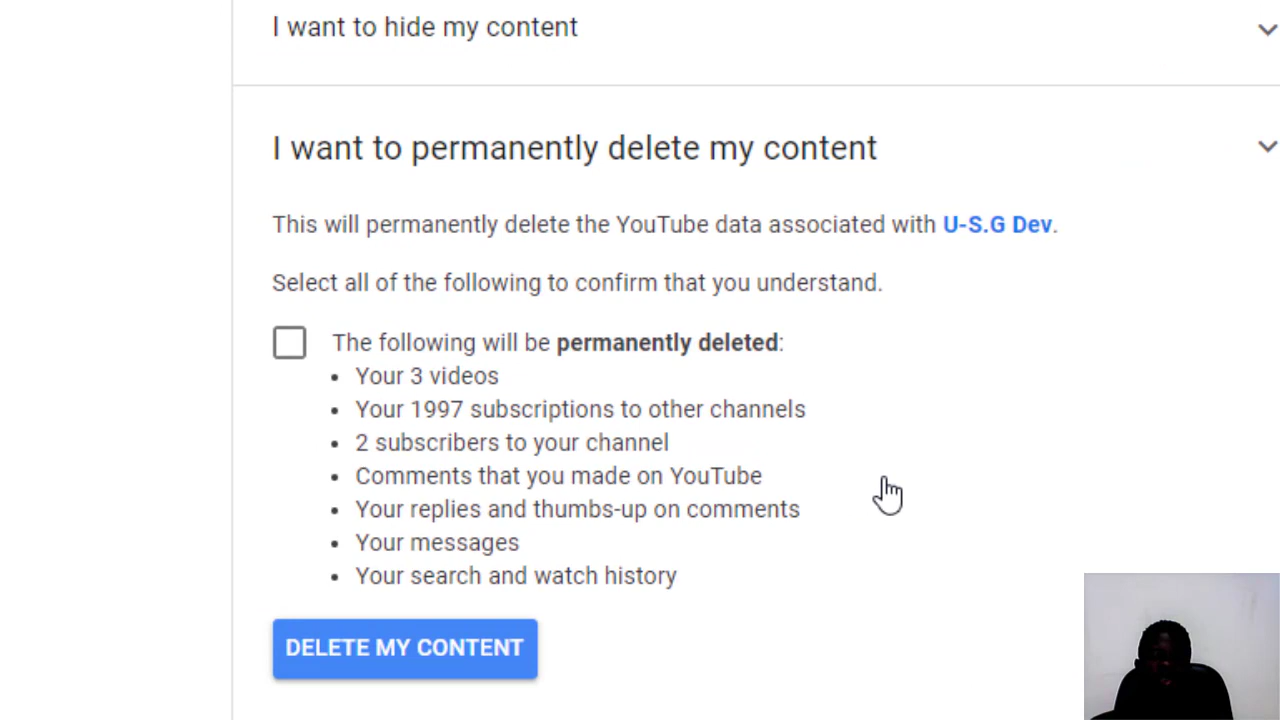 I want to hide my content
I want to permanently delete my content
This will permanently delete the YouTube data associated with U-S.G Dev.
Select all of the following to confirm that you understand.
The following will be permanently deleted:
• Your 3 videos
• Your 1997 subscriptions to other channels
• 2 subscribers to your channel
• Comments that you made on YouTube
• Your replies and thumbs-up on comments
• Your messages
• Your search and watch history
DELETE MY CONTENT